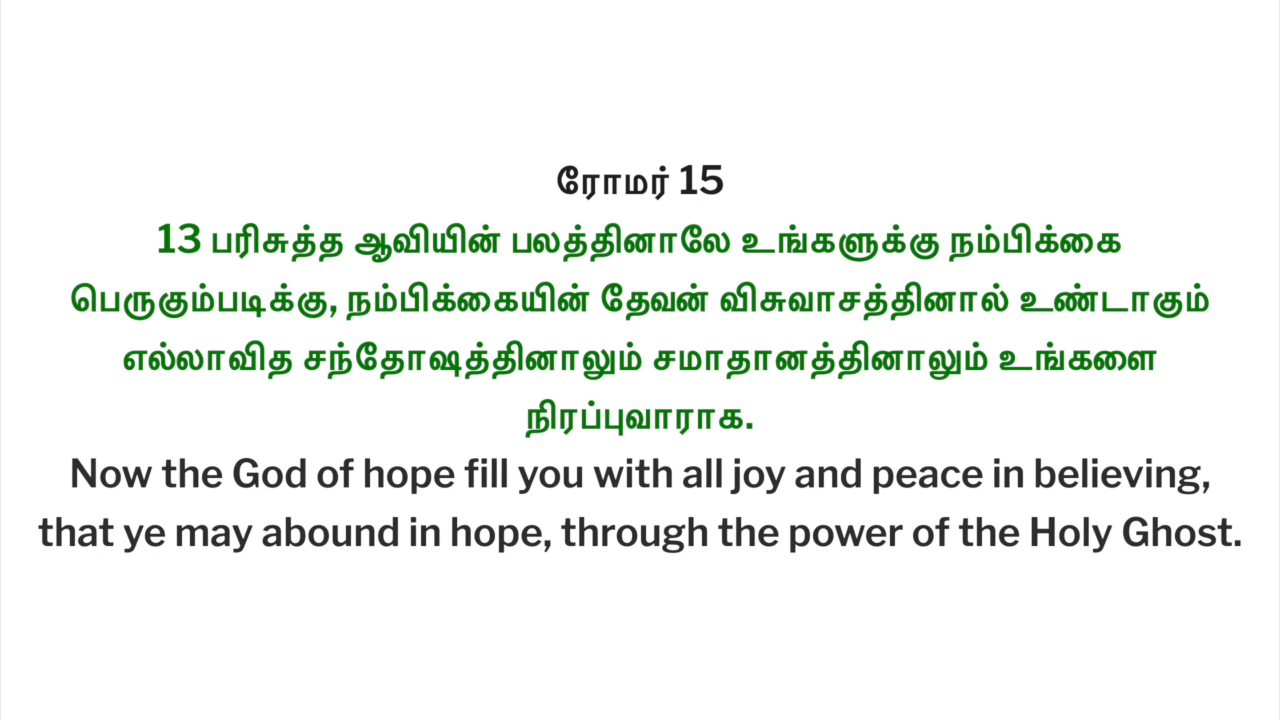 ரோமர் 15
13 பரிசுத்த ஆவியின் பலத்தினாலே உங்களுக்கு நம்பிக்கை
பெருகும்படிக்கு, நம்பிக்கையின் தேவன் விசுவாசத்தினால் உண்டாகும்
எல்லாவித சந்தோஷத்தினாலும் சமாதானத்தினாலும் உங்களை
நிரப்புவாராக.
Now the God of hope fill you with all joy and peace in believing,
that ye may abound in hope, through the power of the Holy Ghost.